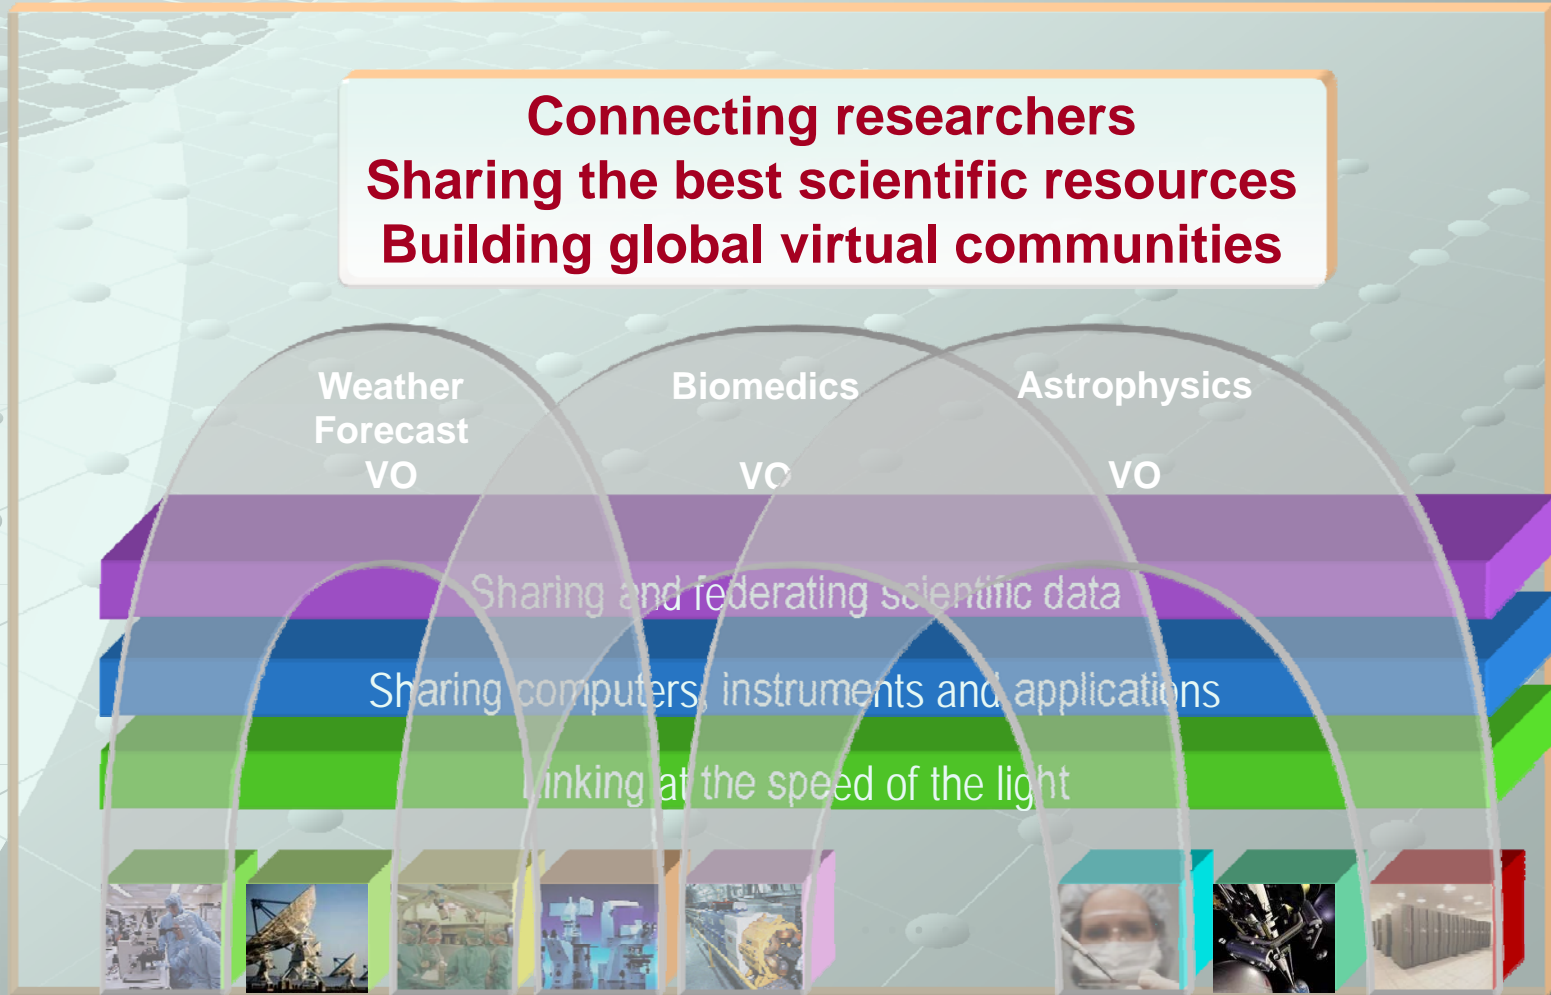 Connecting researchers
Sharing the best scientific resources
Building global virtual communities
Weather
Forecast
VO
Biomedics
VO
Astrophysics
VO
Sharing and federating scientific data
Sharing computers, instruments and applications
Linking at the speed of the light